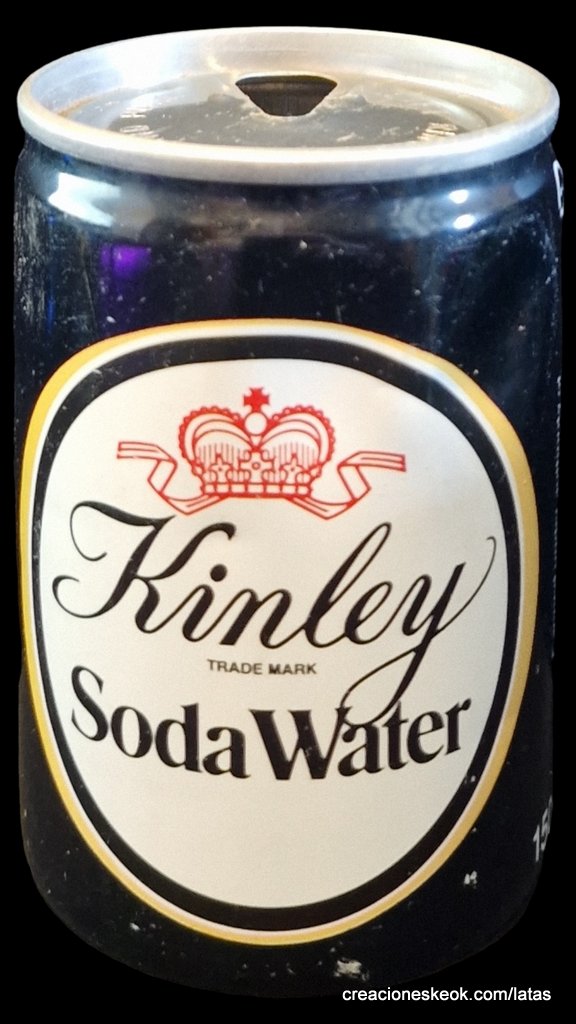 Kinley
TRADE MARK
Soda Water
creacioneskeok.com/latas